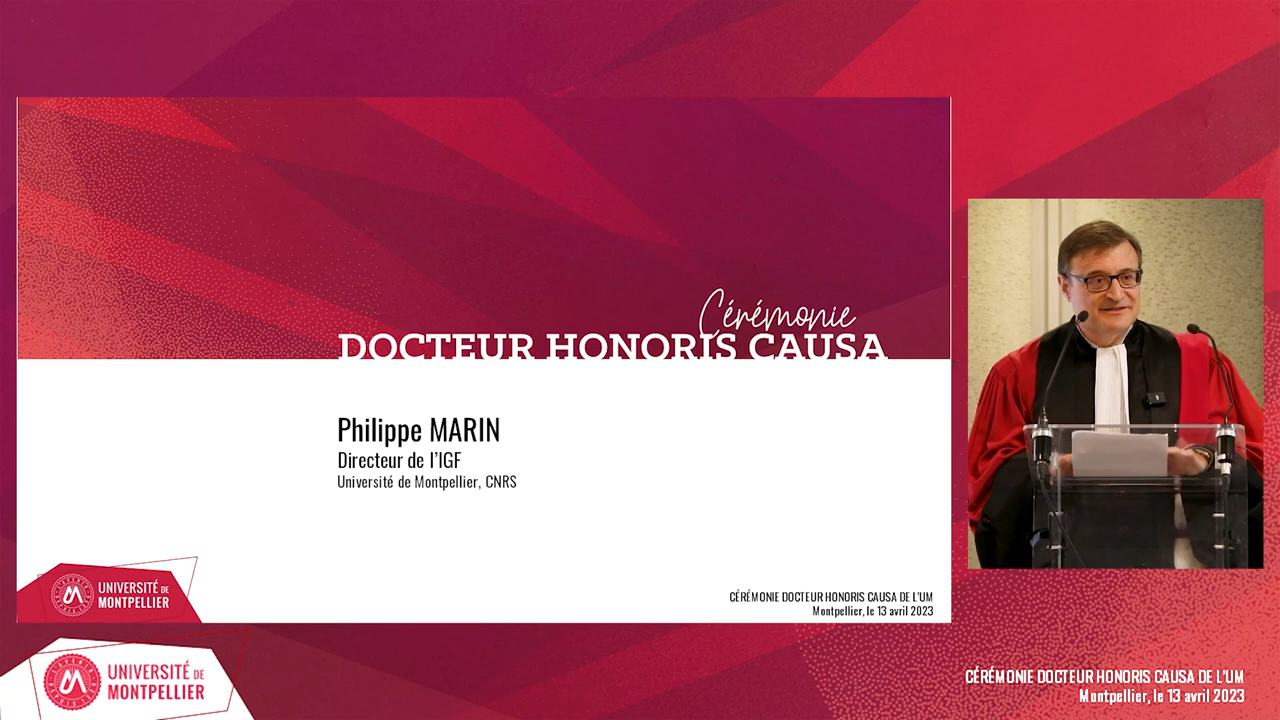 Cérémonie
DOCTEUR HONORIS CAUSA
Philippe MARIN
Directeur de l'IGF
Université de Montpellier, CNRS
UNIVERSITÉ DE
MONTPELLIER
CÉRÉMONIE DOCTEUR HONORIS CAUSA DE L'UM
Montpellier, le 13 avril 2023
UNIVERSITÉ DE
MONTPELLIER
CÉRÉMONIE DOCTEUR HONORIS CAUSA DE L'UM
Montpellier, le 13 avril 2023